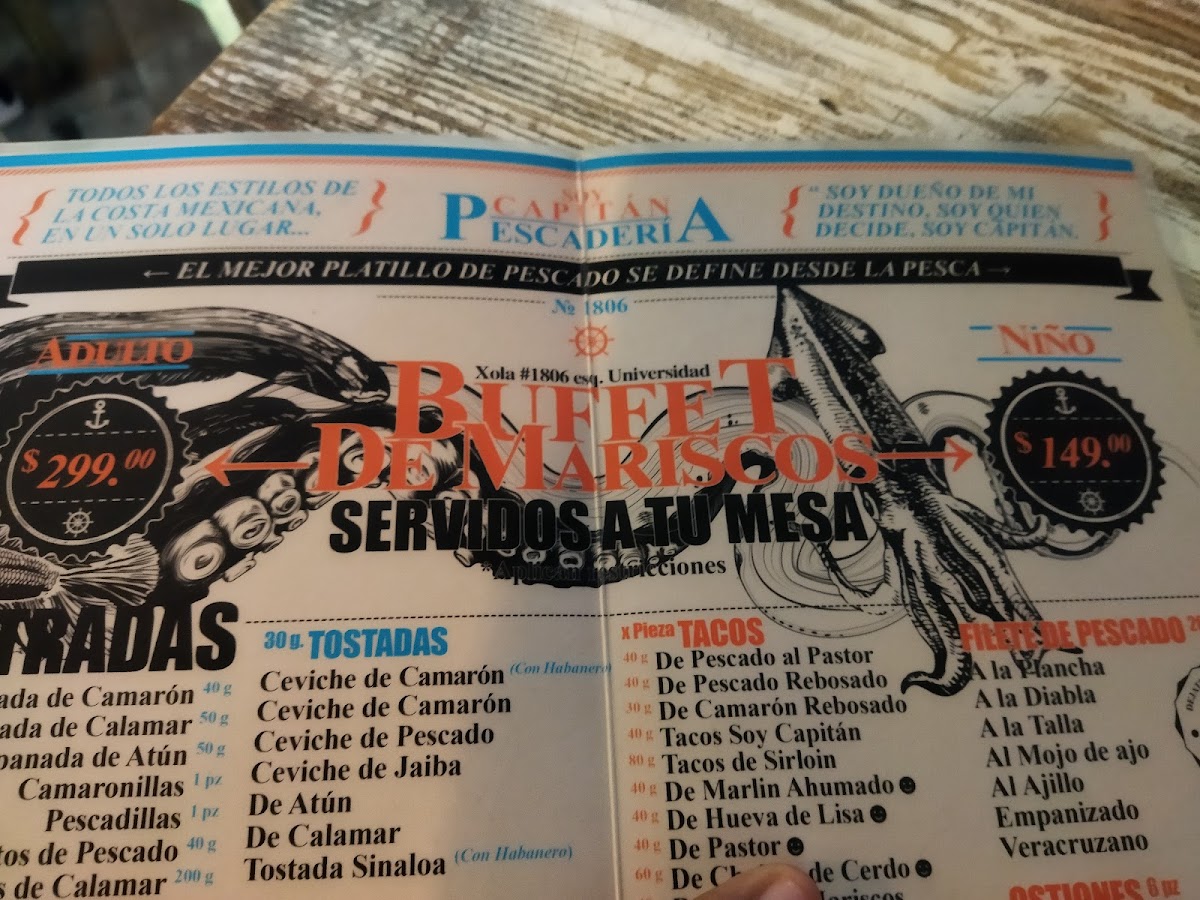 TODOS LOS ESTILOS DE
LA COSTA MEXICANA,
EN UN SOLO LUGAR...
SOY
CAPITÁN
PESCADERÍA
“ SOY DUEÑO DE MI
DESTINO, SOY QUIEN
DECIDE, SOY CAPITÁN.
← EL MEJOR PLATILLO DE PESCADO SE DEFINE DESDE LA PESCA →
№ 1806
ADULTO
$ 299.00
Xola #1806 esq. Universidad
BUFFET
DE MARISCOS
SERVIDOS A TU MESA
*Aplican restricciones
NIÑO
$ 149.00
TRADAS
ada de Camarón 40 g
ada de Calamar 50 g
panada de Atún 50 g
Camaronillas 1 pz
Pescadillas 1 pz
tos de Pescado 40 g
s de Calamar 200 g
30 g. TOSTADAS
Ceviche de Camarón (Con Habanero)
Ceviche de Camarón
Ceviche de Pescado
Ceviche de Jaiba
De Atún
De Calamar
Tostada Sinaloa (Con Habanero)
x Pieza TACOS
40 g De Pescado al Pastor
40 g De Pescado Rebosado
30 g De Camarón Rebosado
40 g Tacos Soy Capitán
80 g Tacos de Sirloin
40 g De Marlin Ahumado
40 g De Hueva de Lisa
40 g De Pastor
60 g De Ch de Cerdo
FILETE DE PESCADO
A la Plancha
A la Diabla
A la Talla
Al Mojo de ajo
Al Ajillo
Empanizado
Veracruzano
OSTIONES 6 pz